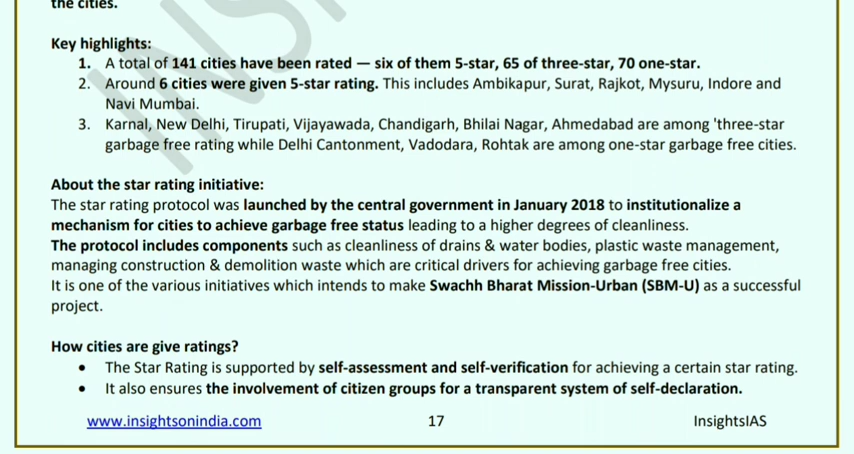 the cities.
Key highlights:
1. A total of 141 cities have been rated — six of them 5-star, 65 of three-star, 70 one-star.
2. Around 6 cities were given 5-star rating. This includes Ambikapur, Surat, Rajkot, Mysuru, Indore and
Navi Mumbai.
3. Karnal, New Delhi, Tirupati, Vijayawada, Chandigarh, Bhilai Nagar, Ahmedabad are among 'three-star
garbage free rating while Delhi Cantonment, Vadodara, Rohtak are among one-star garbage free cities.
About the star rating initiative:
The star rating protocol was launched by the central government in January 2018 to institutionalize a
mechanism for cities to achieve garbage free status leading to a higher degrees of cleanliness.
The protocol includes components such as cleanliness of drains & water bodies, plastic waste management,
managing construction & demolition waste which are critical drivers for achieving garbage free cities.
It is one of the various initiatives which intends to make Swachh Bharat Mission-Urban (SBM-U) as a successful
project.
How cities are give ratings?
• The Star Rating is supported by self-assessment and self-verification for achieving a certain star rating.
• It also ensures the involvement of citizen groups for a transparent system of self-declaration.
www.insightsonindia.com 17 InsightsIAS